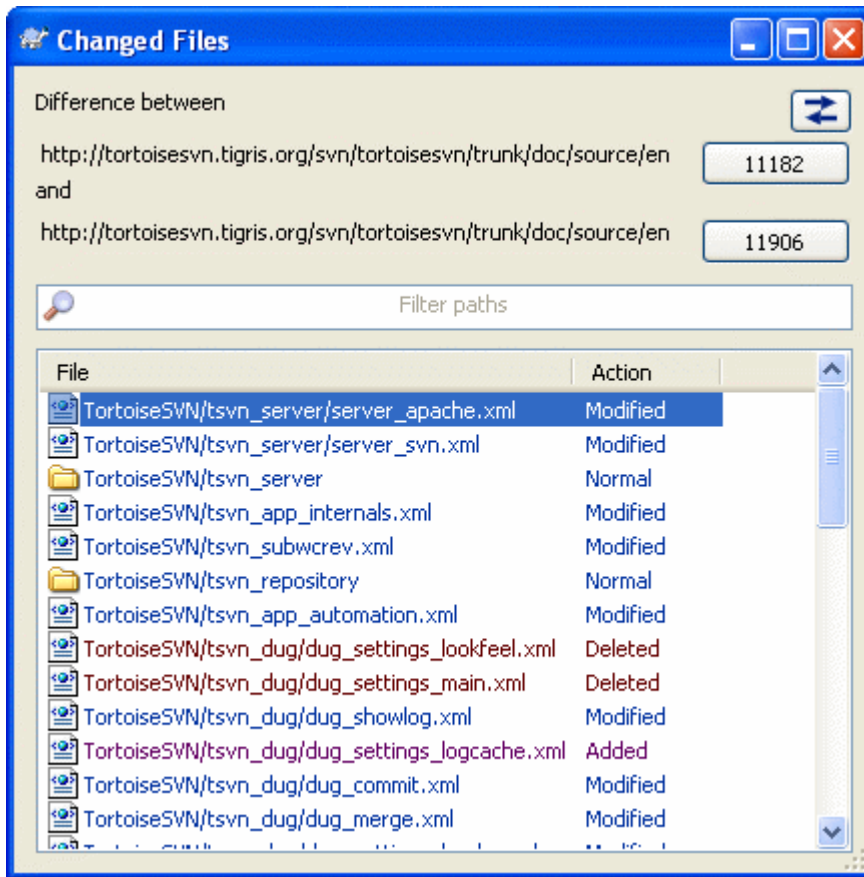 Changed Files
Difference between
http://tortoisesvn.tigris.org/svn/tortoisesvn/trunk/doc/source/en 11182
and
http://tortoisesvn.tigris.org/svn/tortoisesvn/trunk/doc/source/en 11906
Filter paths
File Action
TortoiseSVN/tsvn_server/server_apache.xml Modified
TortoiseSVN/tsvn_server/server_svn.xml Modified
TortoiseSVN/tsvn_server Normal
TortoiseSVN/tsvn_app_internals.xml Modified
TortoiseSVN/tsvn_subwcrev.xml Modified
TortoiseSVN/tsvn_repository Normal
TortoiseSVN/tsvn_app_automation.xml Modified
TortoiseSVN/tsvn_dug/dug_settings_lookfeel.xml Deleted
TortoiseSVN/tsvn_dug/dug_settings_main.xml Deleted
TortoiseSVN/tsvn_dug/dug_showlog.xml Modified
TortoiseSVN/tsvn_dug/dug_settings_logcache.xml Added
TortoiseSVN/tsvn_dug/dug_commit.xml Modified
TortoiseSVN/tsvn_dug/dug_merge.xml Modified